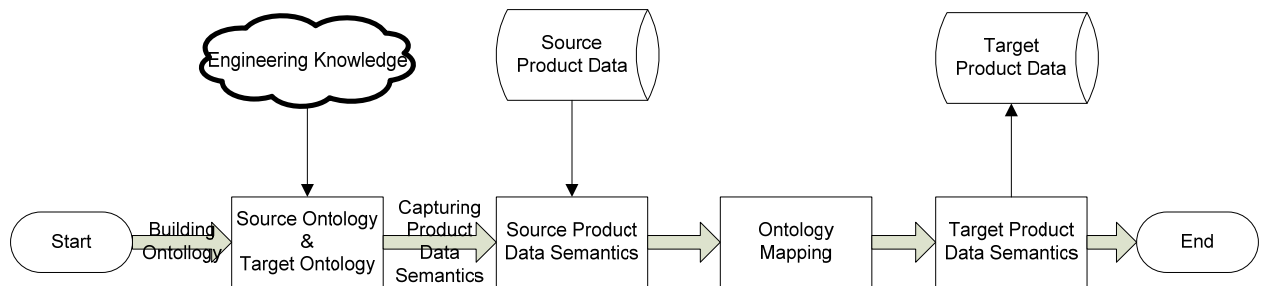 Engineering Knowledge
Source
Product Data
Target
Product Data
Start
Building
Ontollogy
Source Ontology
&
Target Ontology
Capturing
Product
Data
Semantics
Source Product
Data Semantics
Ontology
Mapping
Target Product
Data Semantics
End